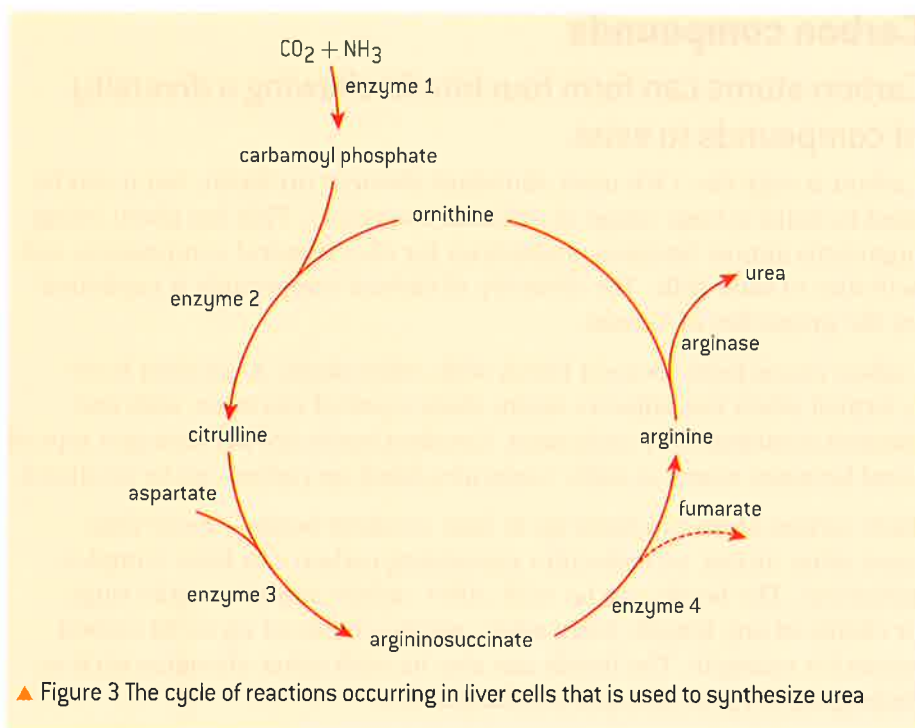 CO₂ + NH₃
enzyme 1
carbamoyl phosphate
ornithine
urea
enzyme 2
arginase
citrulline
arginine
aspartate
fumarate
enzyme 3
enzyme 4
argininosuccinate
▲ Figure 3 The cycle of reactions occurring in liver cells that is used to synthesize urea